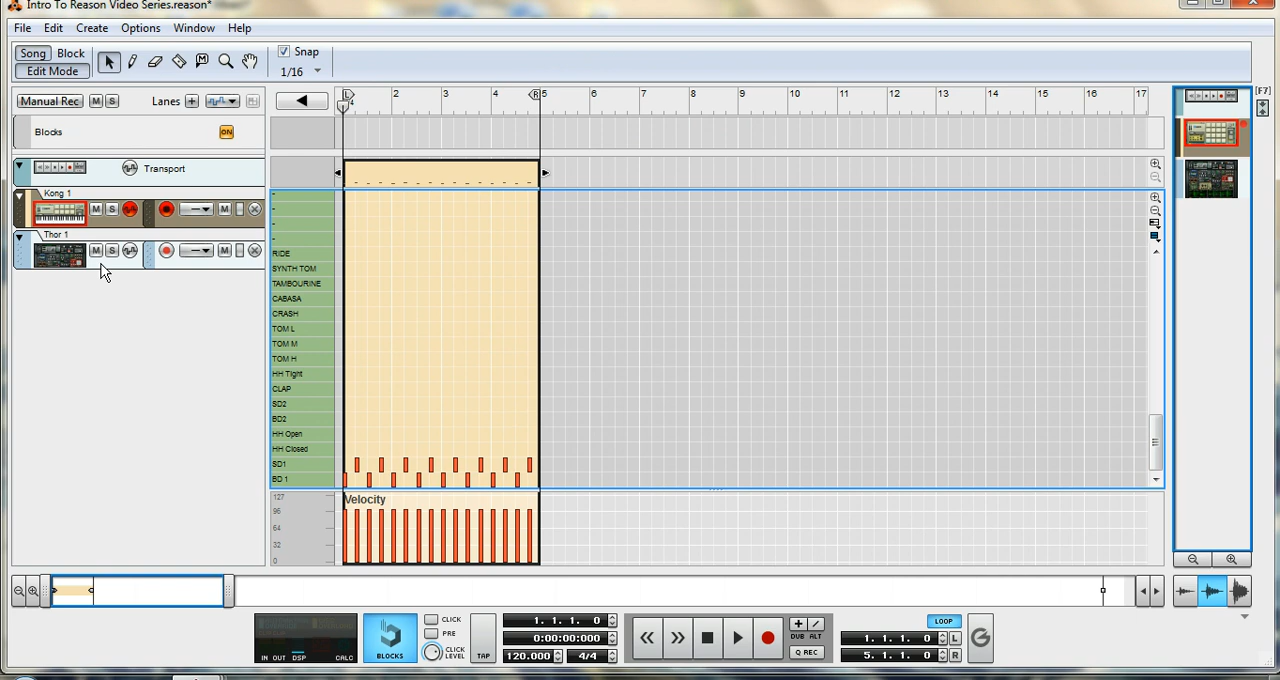 Intro To Reason Video Series.reason*
File Edit Create Options Window Help
Song Block
Edit Mode
Snap
1/16
Manual Rec M S Lanes +
L 4 2 3 4 R 5 5 6 7 8 9 10 11 12 13 14 15 16 17
[F7]
Blocks ON
Transport
Kong 1
M S M
Thor 1
M S M
-
-
-
-
RIDE
SYNTH TOM
TAMBOURINE
CABASA
CRASH
TOM L
TOM M
TOM H
HH Tight
CLAP
SD2
BD2
HH Open
HH Closed
SD1
BD 1
127
96
64
32
0
Velocity
IN OUT DSP CALC
BLOCKS
CLICK
PRE
CLICK LEVEL
TAP
1. 1. 1. 0
0:00:00:000
120.000 4/4
DUB ALT
Q REC
LOOP
1. 1. 1. 0 L
5. 1. 1. 0 R